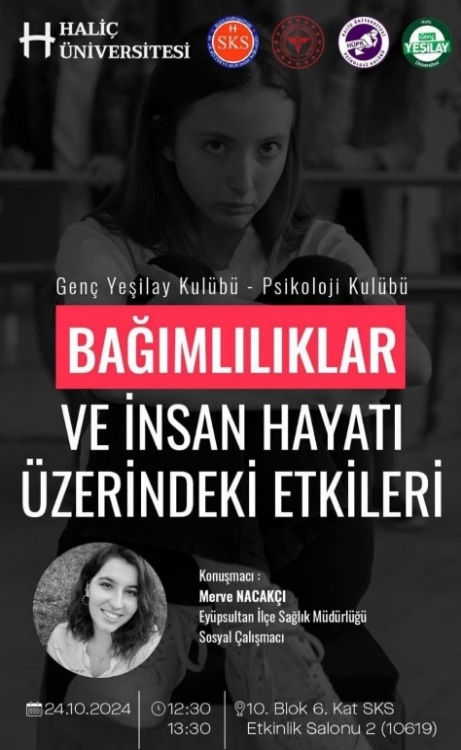 HALİÇ
ÜNİVERSİTESİ
SKS
Genç
YEŞİLAY
Genç Yeşilay Kulübü - Psikoloji Kulübü
BAĞIMLILIKLAR
VE İNSAN HAYATI
ÜZERİNDEKİ ETKİLERİ
Konuşmacı :
Merve NACAKÇI
Eyüpsultan İlçe Sağlık Müdürlüğü
Sosyal Çalışmacı
24.10.2024
12:30
13:30
10. Blok 6. Kat SKS
Etkinlik Salonu 2 (10619)